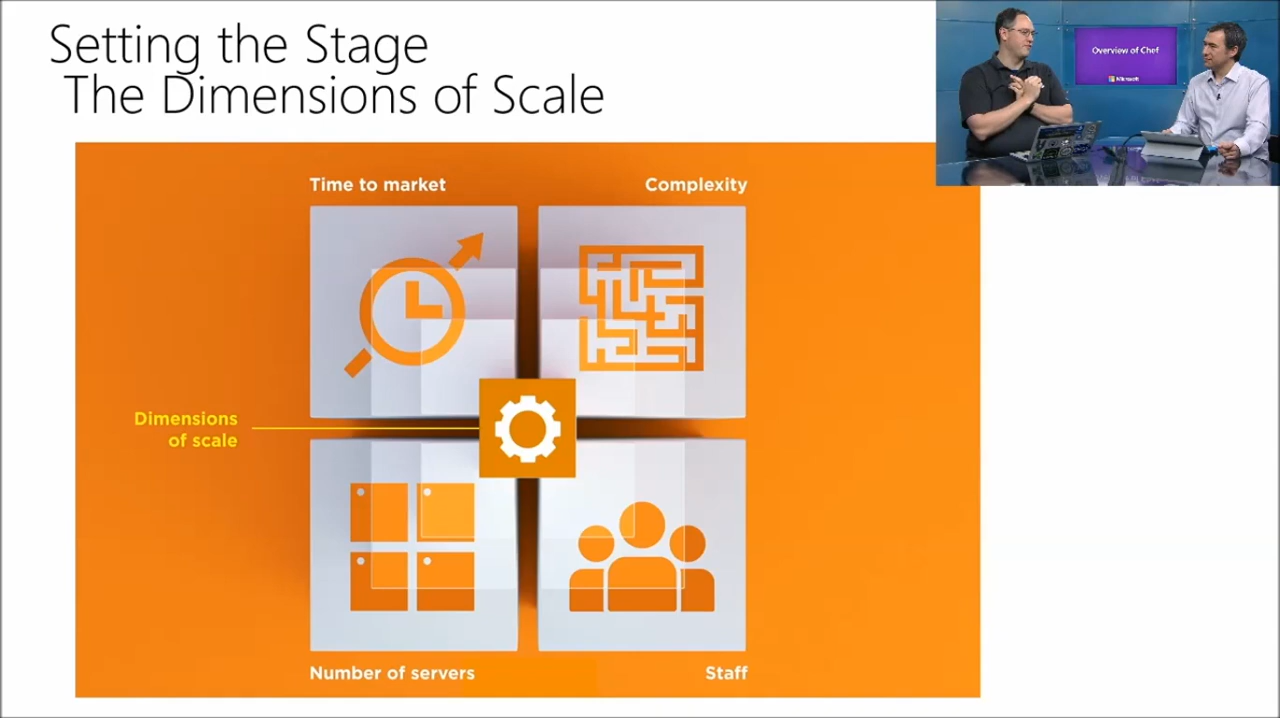 Setting the Stage
The Dimensions of Scale
Overview of Chef
Microsoft
Time to market
Complexity
Dimensions
of scale
Number of servers
Staff